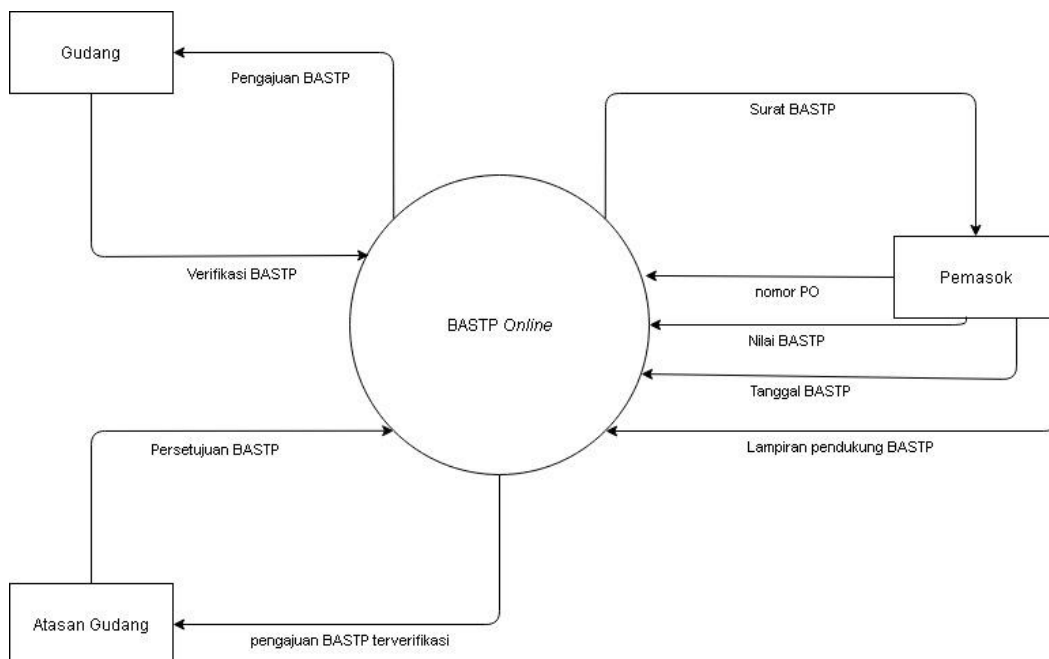 Gudang
Pengajuan BASTP
Surat BASTP
Verifikasi BASTP
Pemasok
nomor PO
BASTP Online
Nilai BASTP
Tanggal BASTP
Persetujuan BASTP
Lampiran pendukung BASTP
Atasan Gudang
pengajuan BASTP terverifikasi